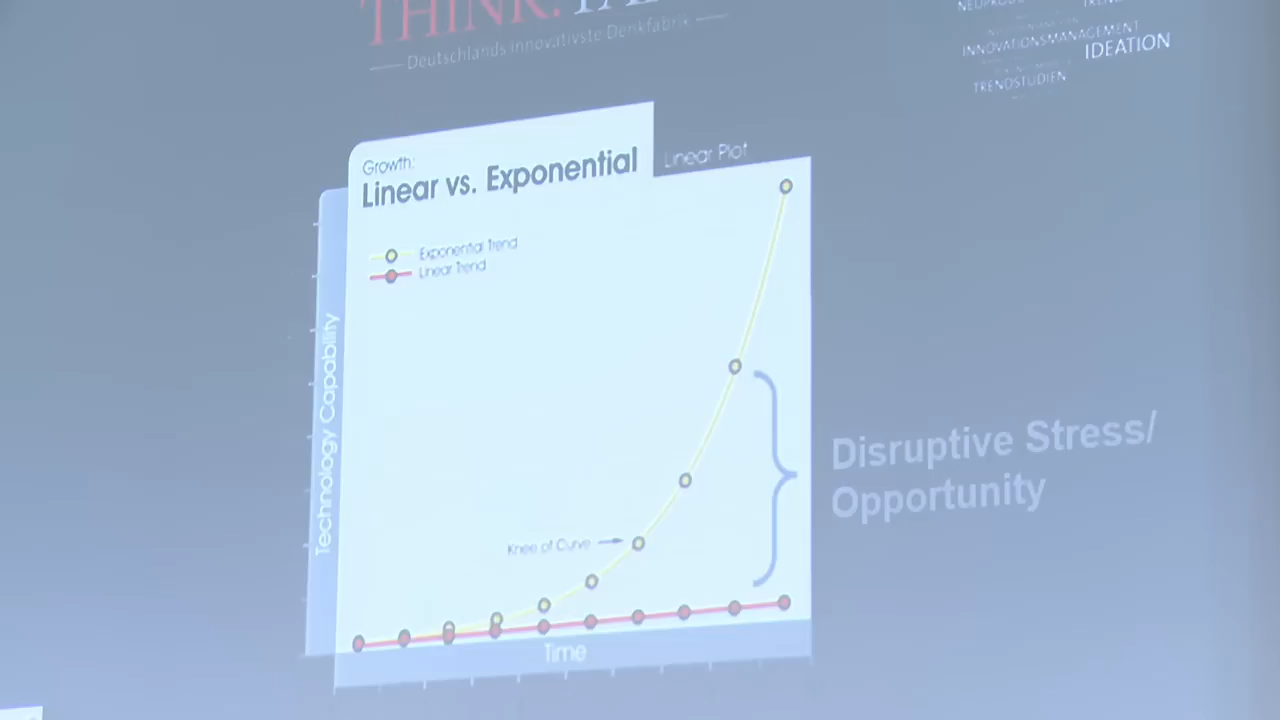 THINK!
Deutschlands innovativste Denkfabrik
INNOVATIONSMANAGEMENT
IDEATION
TRENDSTUDIEN
Growth:
Linear vs. Exponential
Linear Plot
Exponential Trend
Linear Trend
Technology Capability
Knee of Curve
Time
Disruptive Stress/
Opportunity